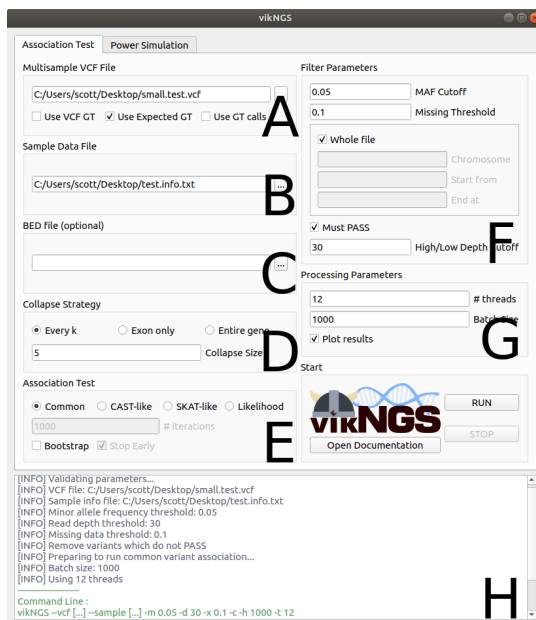 vikNGS
Association Test
Power Simulation
Multisample VCF File
C:/Users/scott/Desktop/small.test.vcf
Use VCF GT
Use Expected GT
Use GT calls
A
Sample Data File
C:/Users/scott/Desktop/test.info.txt
...
B
BED file (optional)
...
C
Collapse Strategy
Every k
Exon only
Entire gene
5
Collapse Size
D
Association Test
Common
CAST-like
SKAT-like
Likelihood
1000
# iterations
Bootstrap
Stop Early
E
Filter Parameters
0.05
MAF Cutoff
0.1
Missing Threshold
Whole file
Chromosome
Start from
End at
Must PASS
30
High/Low Depth Cutoff
F
Processing Parameters
12
# threads
1000
Batch Size
Plot results
G
Start
vikNGS
RUN
STOP
Open Documentation
[INFO] Validating parameters...
[INFO] VCF file: C:/Users/scott/Desktop/small.test.vcf
[INFO] Sample info file: C:/Users/scott/Desktop/test.info.txt
[INFO] Minor allele frequency threshold: 0.05
[INFO] Read depth threshold: 30
[INFO] Missing data threshold: 0.1
[INFO] Remove variants which do not PASS
[INFO] Preparing to run common variant association...
[INFO] Batch size: 1000
[INFO] Using 12 threads
--------------------
Command Line :
vikNGS --vcf [...] --sample [...] -m 0.05 -d 30 -x 0.1 -c -h 1000 -t 12
H